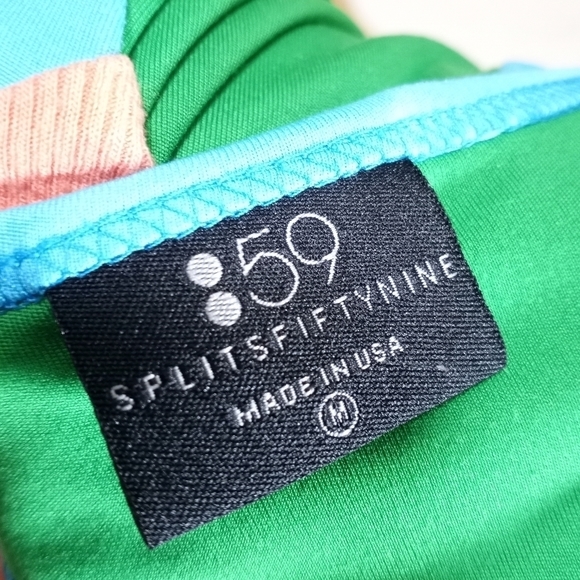 :59
SPLITSFIFTYNINE
MADE IN USA
M